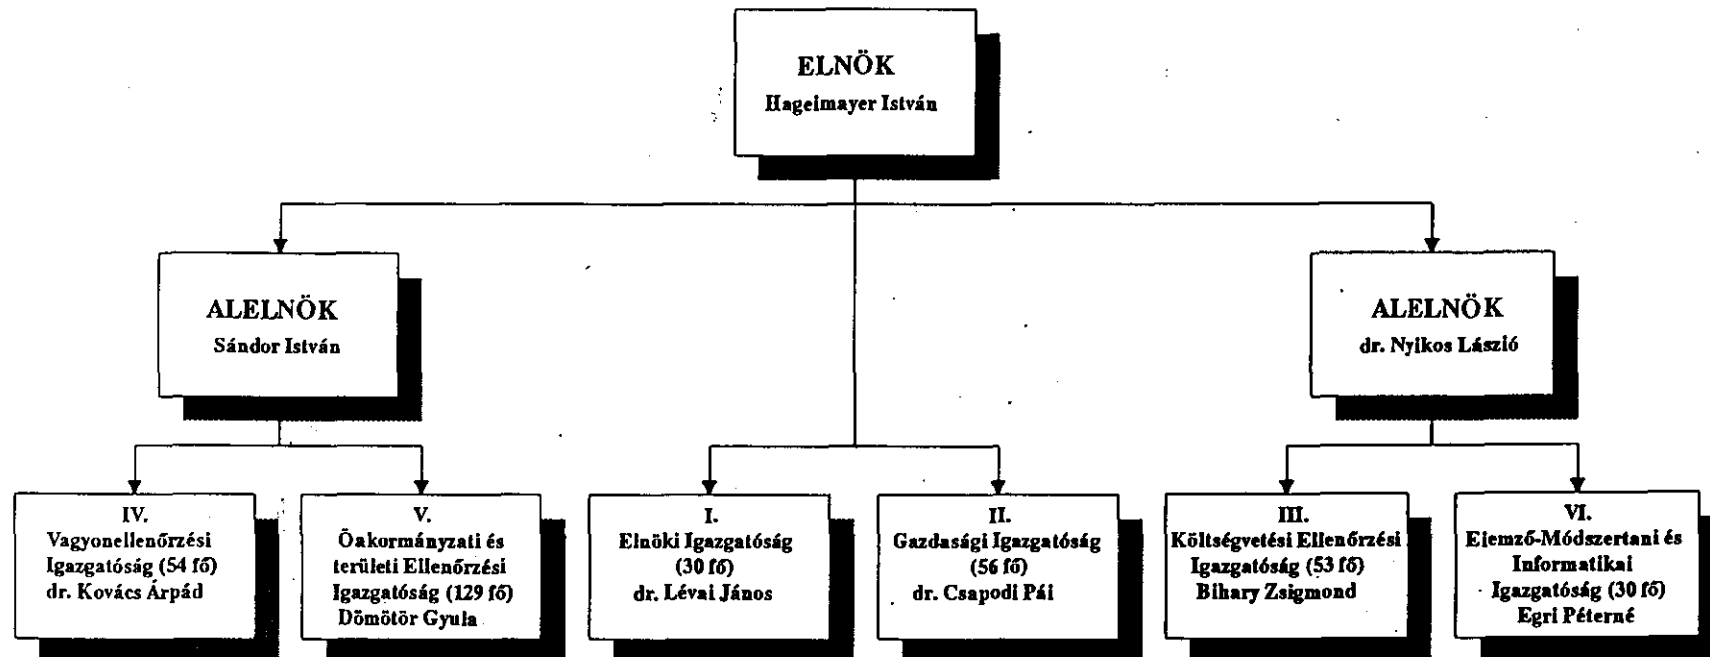 ELNÖK
Hagelmayer István
ALELNÖK
Sándor István
ALELNÖK
dr. Nyikos László
IV.
Vagyonellenőrzési
Igazgatóság (54 fő)
dr. Kovács Árpád
V.
Öakormányzati és
területi Ellenőrzési
Igazgatóság (129 fő)
Dömötör Gyula
I.
Elnöki Igazgatóság
(30 fő)
dr. Lévai János
II.
Gazdasági Igazgatóság
(56 fő)
dr. Csapodi Pál
III.
Költségvetési Ellenőrzési
Igazgatóság (53 fő)
Bihary Zsigmond
VI.
Elemző-Módszertani és
Informatikai
Igazgatóság (30 fő)
Egri Péterné